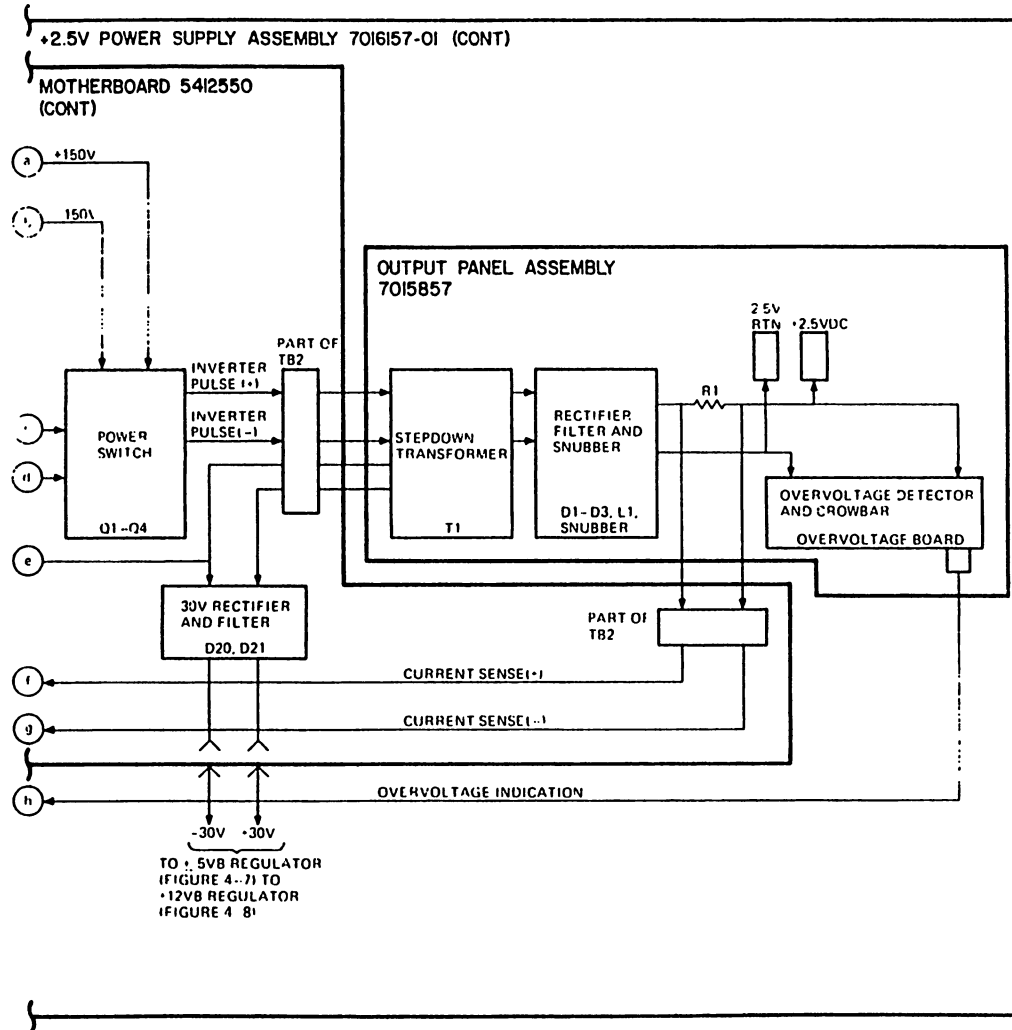 +2.5V POWER SUPPLY ASSEMBLY 7016157-01 (CONT)
MOTHERBOARD 5412550
(CONT)
a
+150V
150V
OUTPUT PANEL ASSEMBLY
7015857
2.5V
RTN
+2.5VDC
PART OF
TB2
INVERTER
PULSE (+)
INVERTER
PULSE(-)
R1
POWER
SWITCH
Q1-Q4
STEPDOWN
TRANSFORMER
T1
RECTIFIER
FILTER AND
SNUBBER
D1-D3, L1,
SNUBBER
OVERVOLTAGE DETECTOR
AND CROWBAR
OVERVOLTAGE BOARD
d
e
30V RECTIFIER
AND FILTER
D20, D21
PART OF
TB2
f
CURRENT SENSE(+)
g
CURRENT SENSE(-)
h
OVERVOLTAGE INDICATION
-30V +30V
TO ± 5VB REGULATOR
(FIGURE 4-7) TO
+12VB REGULATOR
(FIGURE 4-8)